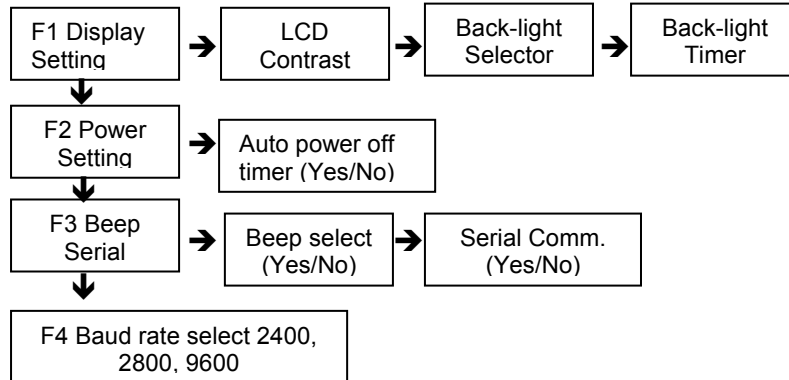 F1 Display
Setting
LCD
Contrast
Back-light
Selector
Back-light
Timer
F2 Power
Setting
Auto power off
timer (Yes/No)
F3 Beep
Serial
Beep select
(Yes/No)
Serial Comm.
(Yes/No)
F4 Baud rate select 2400,
2800, 9600